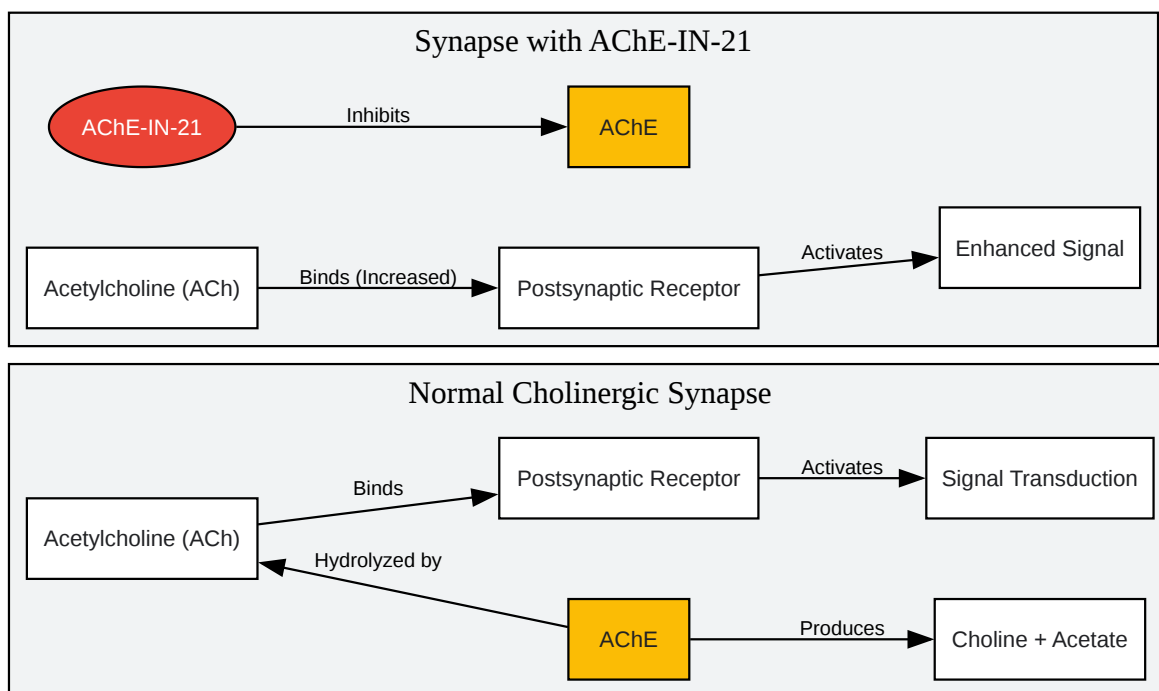 Synapse with AChE-IN-21
AChE-IN-21
Inhibits
AChE
Acetylcholine (ACh)
Binds (Increased)
Postsynaptic Receptor
Activates
Enhanced Signal
Normal Cholinergic Synapse
Acetylcholine (ACh)
Binds
Postsynaptic Receptor
Activates
Signal Transduction
Hydrolyzed by
AChE
Produces
Choline + Acetate